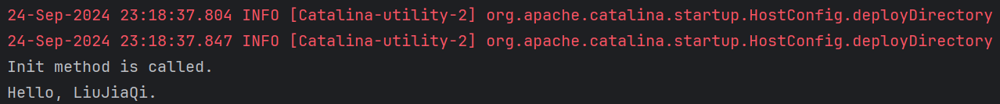 24-Sep-2024 23:18:37.804 INFO [Catalina-utility-2] org.apache.catalina.startup.HostConfig.deployDirectory
24-Sep-2024 23:18:37.847 INFO [Catalina-utility-2] org.apache.catalina.startup.HostConfig.deployDirectory
Init method is called.
Hello, LiuJiaQi.